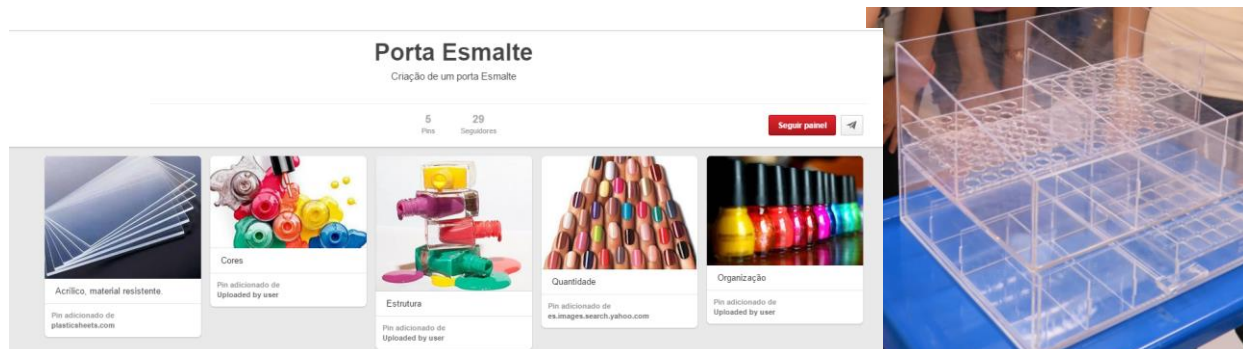 Porta Esmalte
Criação de um porta Esmalte
5
Pins
29
Seguidores
Seguir painel
Acrílico, material resistente.
Pin adicionado de
plasticsheets.com
Cores
Pin adicionado de
Uploaded by user
Estrutura
Pin adicionado de
Uploaded by user
Quantidade
Pin adicionado de
es.images.search.yahoo.com
Organização
Pin adicionado de
Uploaded by user